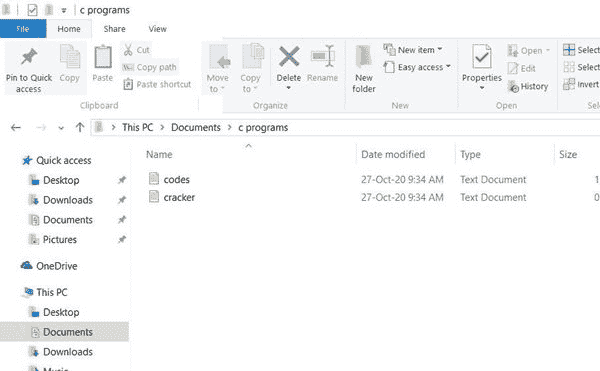 c programs
File Home Share View
Pin to Quick access
Copy
Paste
Cut
Copy path
Paste shortcut
Clipboard
Move to
Copy to
Delete
Rename
Organize
New folder
New item
Easy access
New
Properties
Open
Edit
History
Open
Select
Select
Invert
Sele
This PC > Documents > c programs
Name Date modified Type Size
codes 27-Oct-20 9:34 AM Text Document 1
cracker 27-Oct-20 9:34 AM Text Document 0
Quick access
Desktop
Downloads
Documents
Pictures
OneDrive
This PC
Desktop
Documents
Downloads